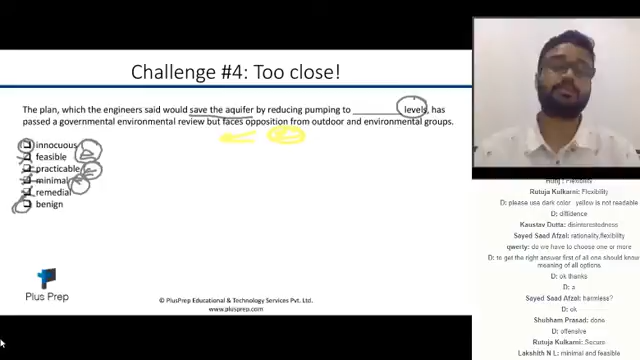 Challenge #4: Too close!
The plan, which the engineers said would save the aquifer by reducing pumping to __________ levels, has
passed a governmental environmental review but faces opposition from outdoor and environmental groups.
innocuous
feasible
practicable
minimal
remedial
benign
Plus Prep
© PlusPrep Educational & Technology Services Pvt. Ltd.
www.plusprep.com
Rutuja Kulkarni: Flexibility
D: please use dark color yellow is not readable
D: diffidence
Kaustav Dutta: disinterestedness
Sayed Saad Afzal: rationality,flexibility
qwerty: do we have to choose one or more
D: to get the right answer first of all one should know
meaning of all options.
D: ok thanks
D: a
Sayed Saad Afzal: harmless?
D: ok
Shubham Prasad: done
D: offensive
Rutuja Kulkarni: Secure
Lakshith N L: minimal and feasible